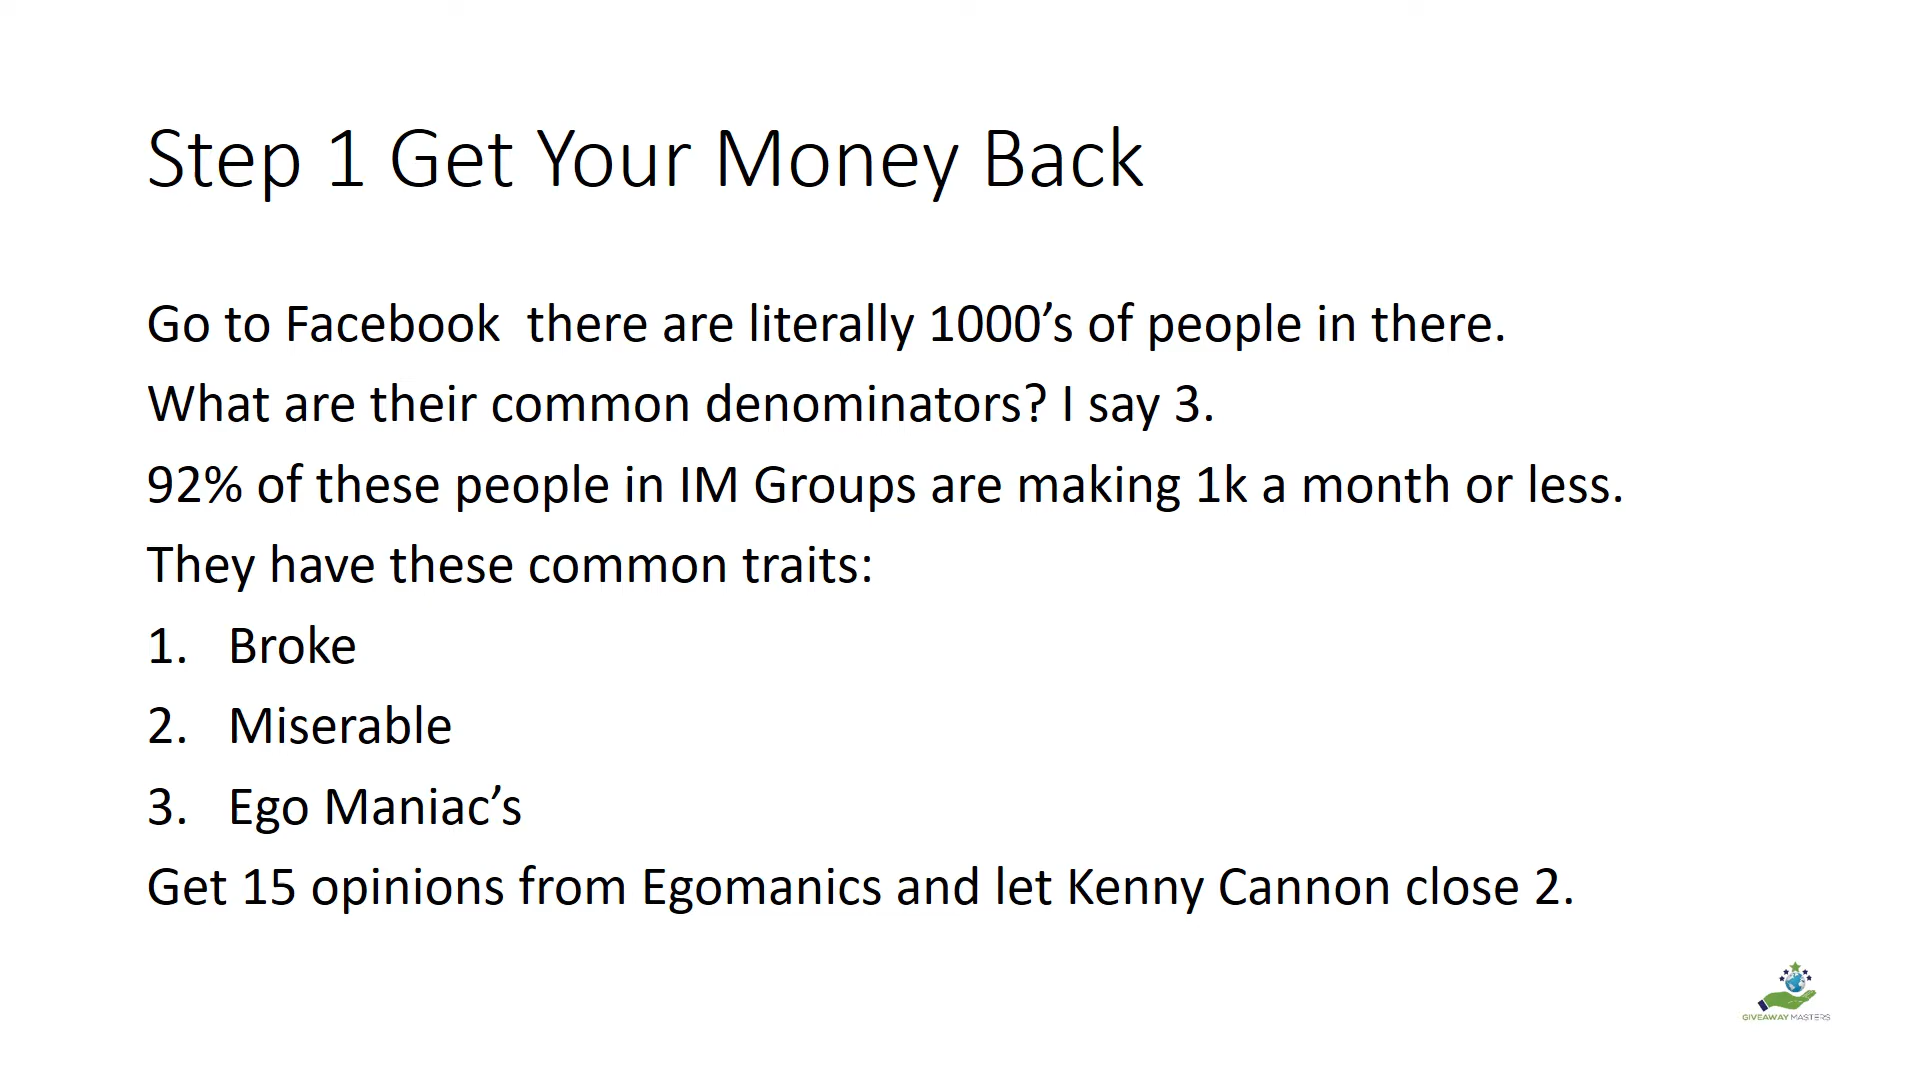 Step 1 Get Your Money Back
Go to Facebook  there are literally 1000’s of people in there.
What are their common denominators? I say 3.
92% of these people in IM Groups are making 1k a month or less.
They have these common traits:
1. Broke
2. Miserable
3. Ego Maniac’s
Get 15 opinions from Egomanics and let Kenny Cannon close 2.
GIVEAWAY MASTERS